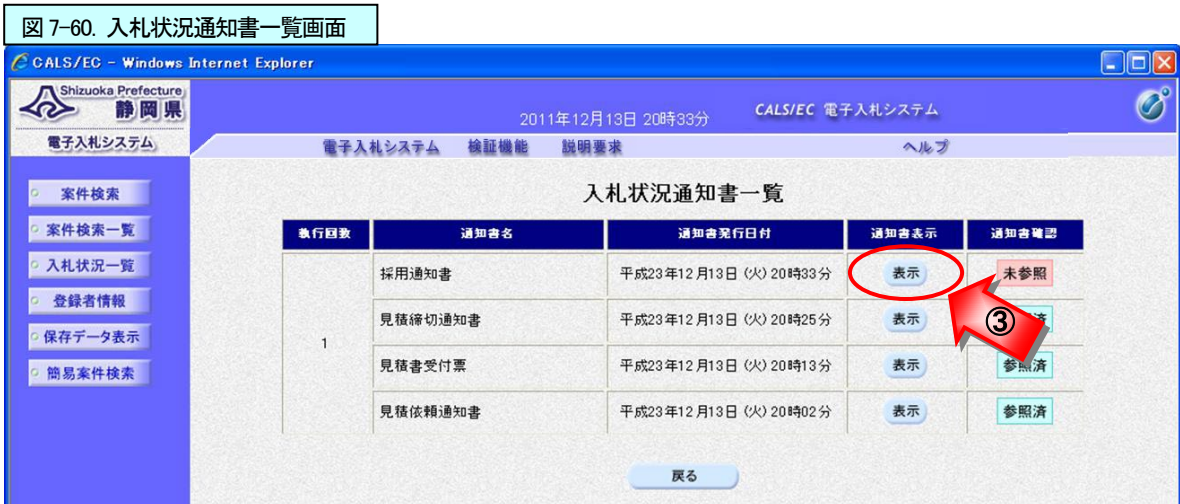 図 7-60. 入札状況通知書一覧画面
CALS/EC - Windows Internet Explorer
Shizuoka Prefecture
静岡県
電子入札システム
2011年12月13日 20時33分
CALS/EC 電子入札システム
電子入札システム 検証機能 説明要求 ヘルプ
案件検索
案件検索一覧
入札状況一覧
登録者情報
保存データ表示
簡易案件検索
入札状況通知書一覧
執行回数 通知書名 通知書発行日付 通知書表示 通知書確認
1
採用通知書 平成23年12月13日 (火) 20時33分 表示 未参照
見積締切通知書 平成23年12月13日 (火) 20時25分 表示 済
③
見積書受付票 平成23年12月13日 (火) 20時13分 表示 参照済
見積依頼通知書 平成23年12月13日 (火) 20時02分 表示 参照済
戻る